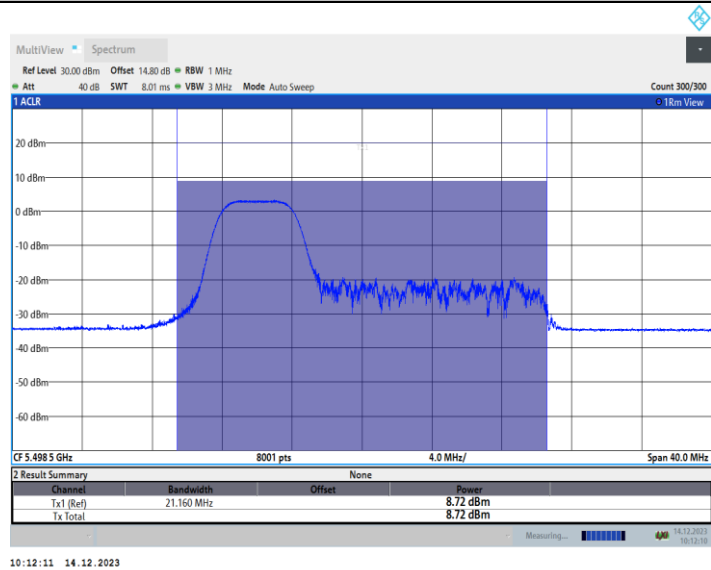 MultiView Spectrum
Ref Level 30.00 dBm Offset 14.80 dB RBW 1 MHz
Att 40 dB SWT 8.01 ms VBW 3 MHz Mode Auto Sweep Count 300/300
1 ACLR 1Rm View
20 dBm
10 dBm
0 dBm
-10 dBm
-20 dBm
-30 dBm
-40 dBm
-50 dBm
-60 dBm
CF 5.498 5 GHz 8001 pts 4.0 MHz/ Span 40.0 MHz
2 Result Summary None
Channel Bandwidth Offset Power
Tx1 (Ref) 21.160 MHz 8.72 dBm
Tx Total 8.72 dBm
Measuring... 14.12.2023
10:12:10
10:12:11 14.12.2023